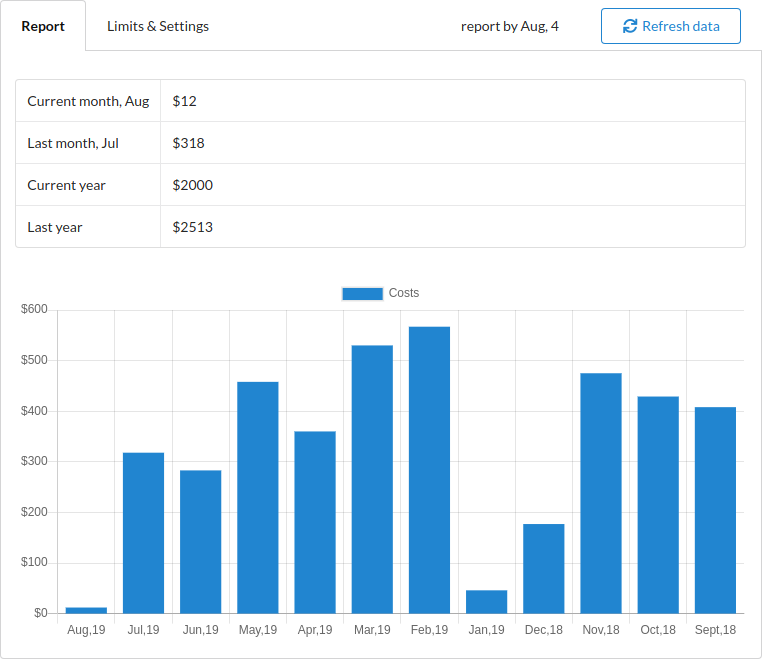 Report Limits & Settings report by Aug, 4 Refresh data
Current month, Aug $12
Last month, Jul $318
Current year $2000
Last year $2513
Costs
$600
$500
$400
$300
$200
$100
$0
Aug,19 Jul,19 Jun,19 May,19 Apr,19 Mar,19 Feb,19 Jan,19 Dec,18 Nov,18 Oct,18 Sept,18